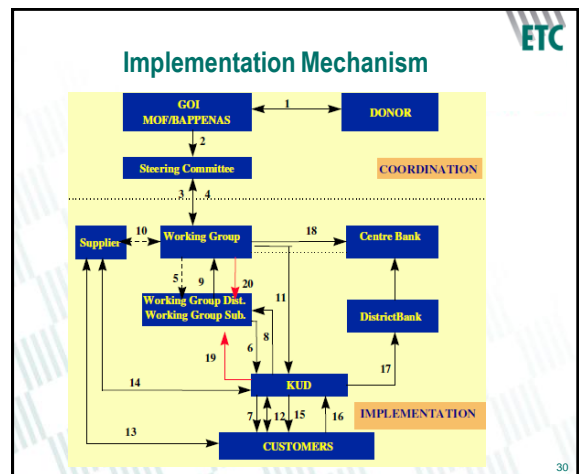 ETC
Implementation Mechanism
GOI
MOF/BAPPENAS
1
DONOR
2
Steering Committee
COORDINATION
3
4
Supplier
10
Working Group
18
Centre Bank
5
9
20
11
Working Group Dist.
Working Group Sub.
DistrictBank
8
6
19
17
14
KUD
7
12
15
16
IMPLEMENTATION
13
CUSTOMERS
30